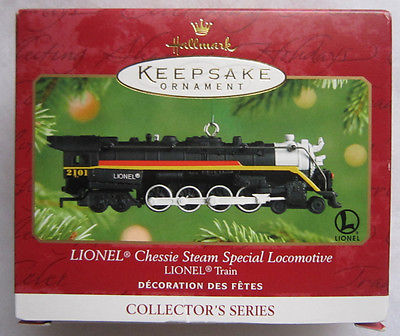 Hallmark
KEEPSAKE
ORNAMENT
2101
LIONEL®
L
LIONEL
LIONEL® Chessie Steam Special Locomotive
LIONEL® Train
DÉCORATION DES FÊTES
COLLECTOR'S SERIES